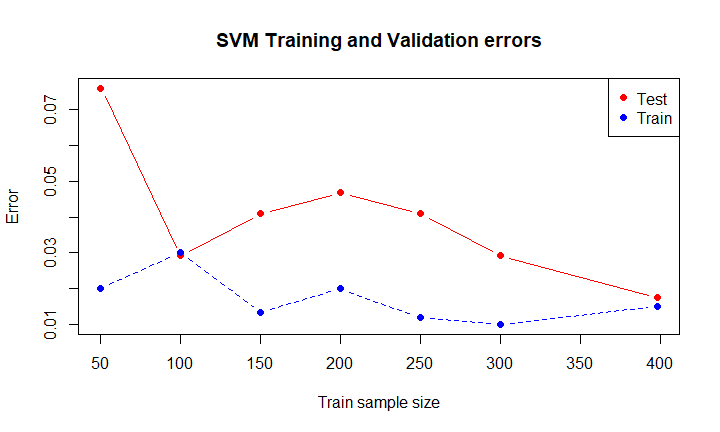 SVM Training and Validation errors
Test
Train
0.07
0.05
0.03
0.01
Error
50 100 150 200 250 300 350 400
Train sample size